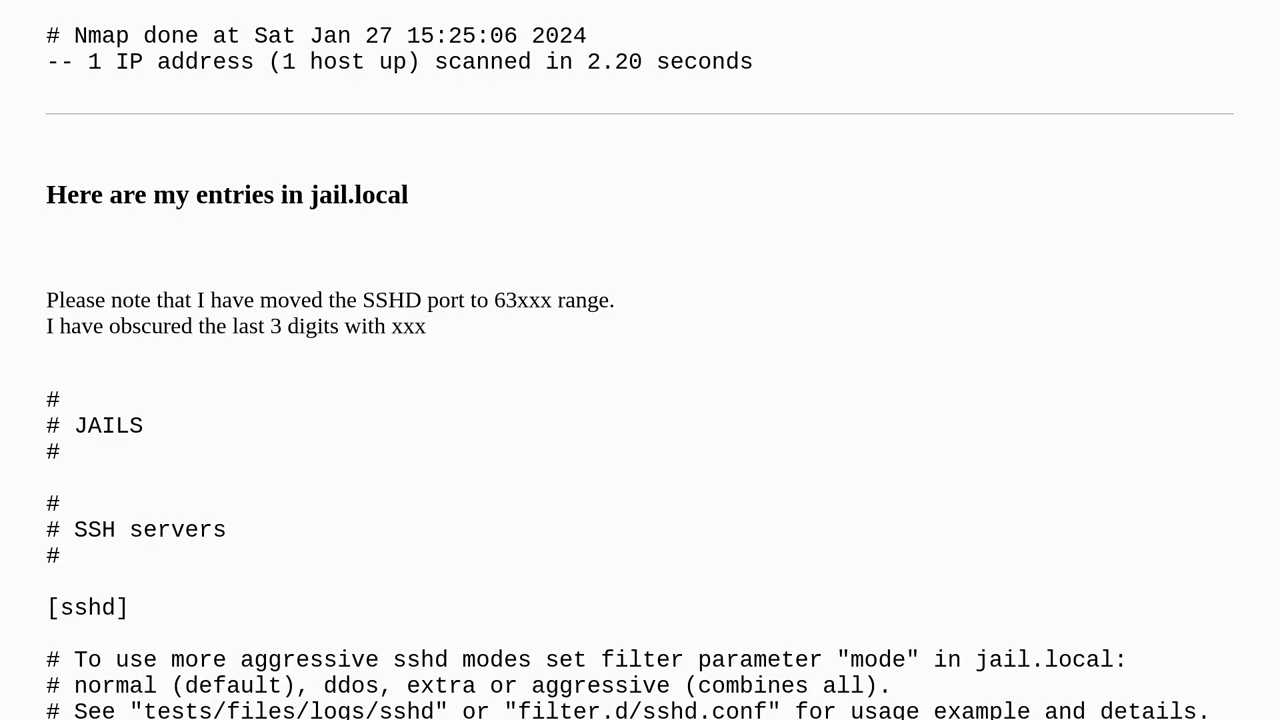 # Nmap done at Sat Jan 27 15:25:06 2024
-- 1 IP address (1 host up) scanned in 2.20 seconds
Here are my entries in jail.local
Please note that I have moved the SSHD port to 63xxx range.
I have obscured the last 3 digits with xxx
#
# JAILS
#
#
# SSH servers
#
[sshd]
# To use more aggressive sshd modes set filter parameter "mode" in jail.local:
# normal (default), ddos, extra or aggressive (combines all).
# See "tests/files/logs/sshd" or "filter.d/sshd.conf" for usage example and details.